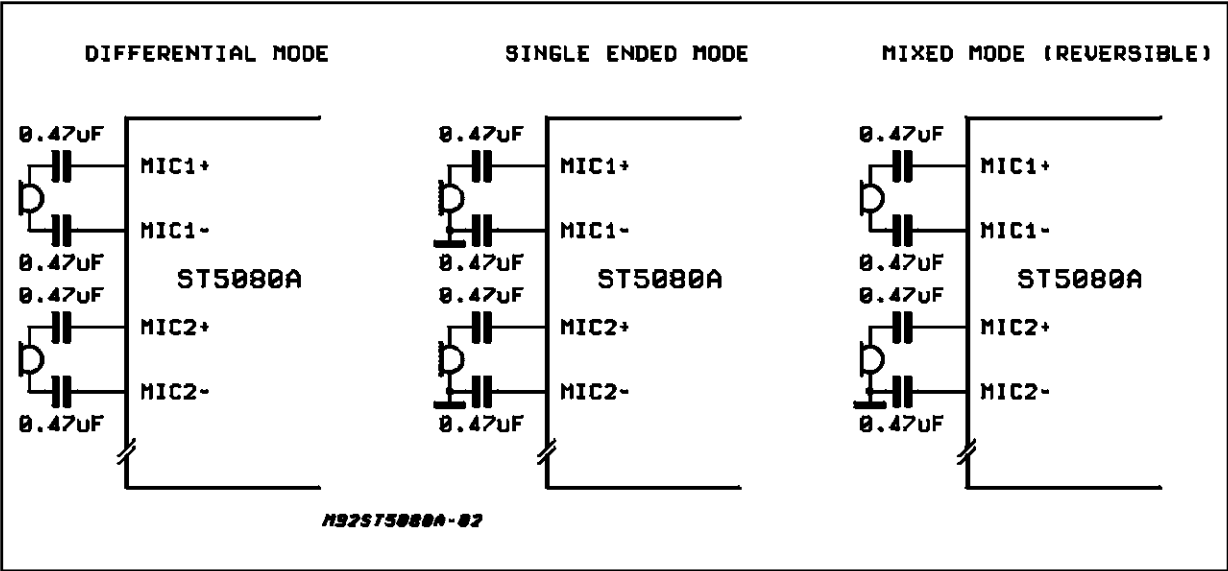 DIFFERENTIAL MODE
SINGLE ENDED MODE
MIXED MODE (REVERSIBLE)
0.47uF
MIC1+
MIC1-
0.47uF
ST5080A
0.47uF
MIC2+
MIC2-
0.47uF
0.47uF
MIC1+
MIC1-
0.47uF
ST5080A
0.47uF
MIC2+
MIC2-
0.47uF
0.47uF
MIC1+
MIC1-
0.47uF
ST5080A
0.47uF
MIC2+
MIC2-
0.47uF
M92ST5080A-02